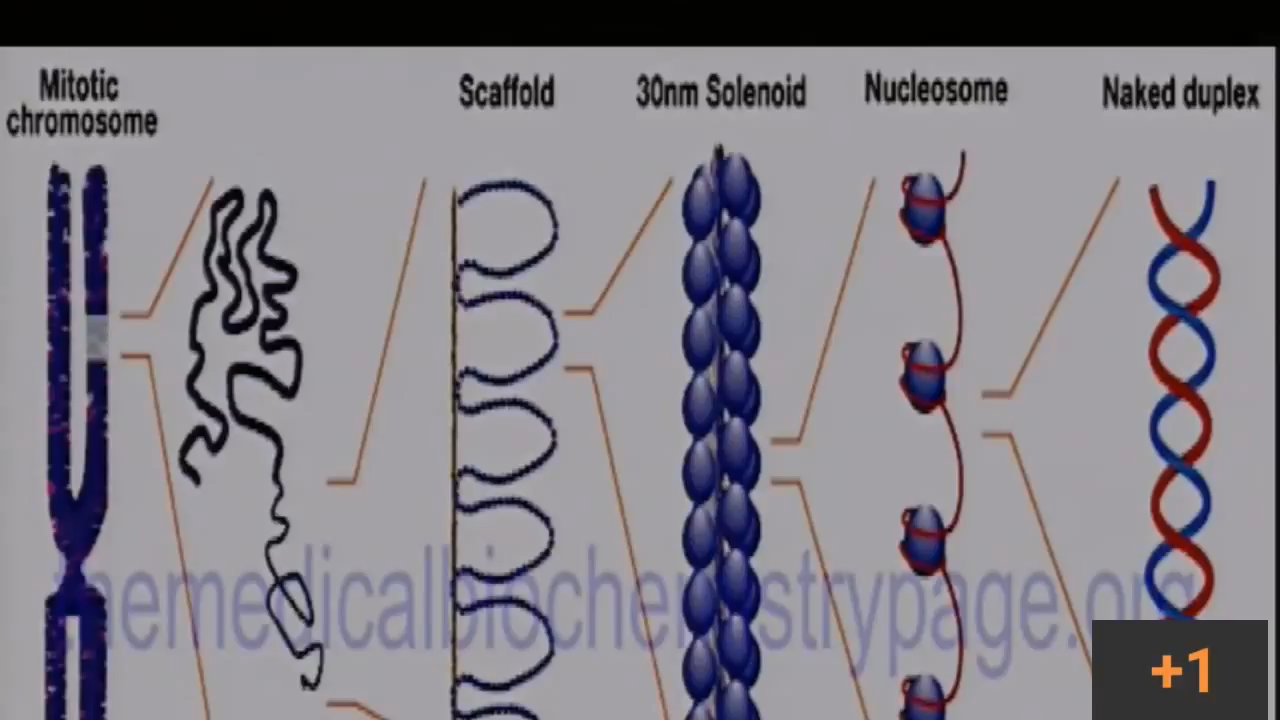 Mitotic
chromosome
Scaffold
30nm Solenoid
Nucleosome
Naked duplex
themedicalbiochemistrypage.org
+1